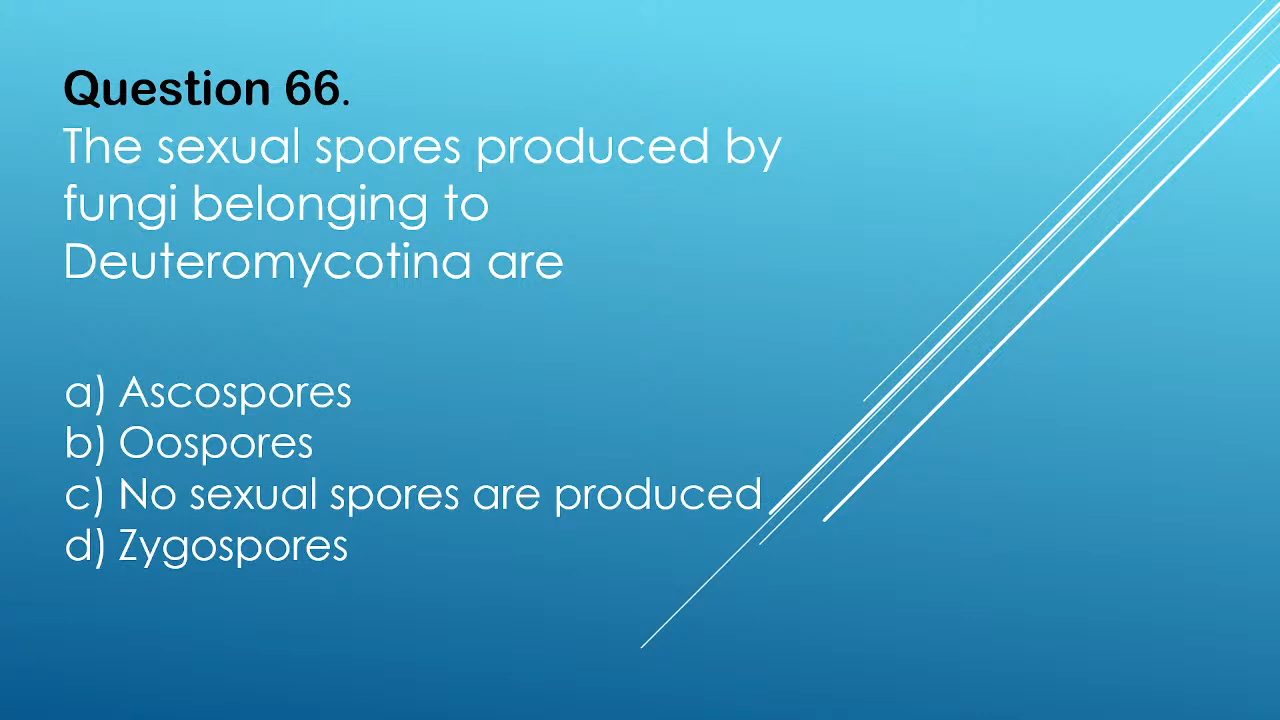 Question 66.
The sexual spores produced by
fungi belonging to
Deuteromycotina are
a) Ascospores
b) Oospores
c) No sexual spores are produced
d) Zygospores